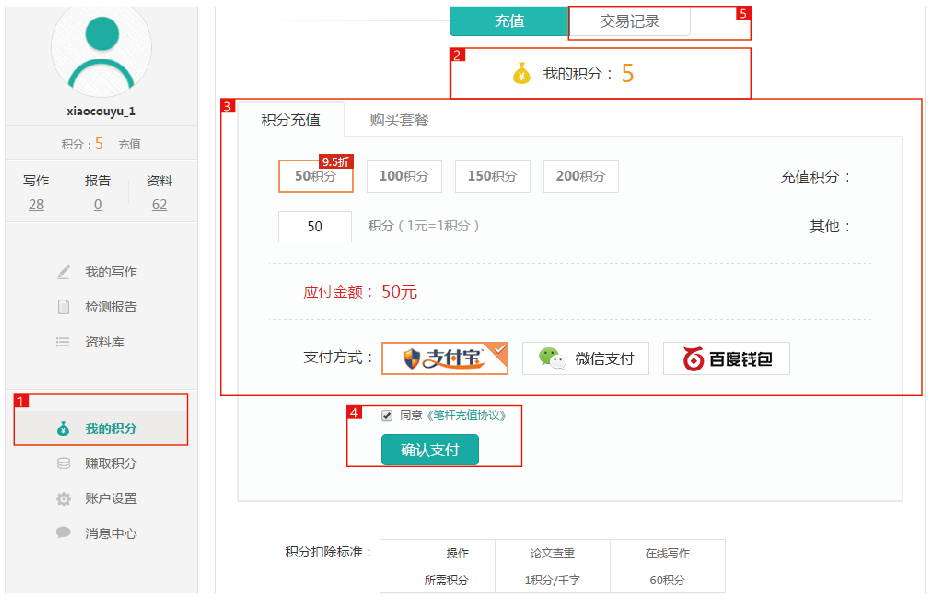 xiaocouyu_1
积分：5 充值
写作 报告 资料
28 0 62
我的写作
检测报告
资料库
1
我的积分
赚取积分
账户设置
消息中心
充值 交易记录 5
2
我的积分： 5
3
积分充值 购买套餐
9.5折
50积分 100积分 150积分 200积分 充值积分：
50 积分（1元=1积分） 其他：
应付金额： 50元
支付方式： 支付宝 微信支付 百度钱包
4
同意《笔杆充值协议》
确认支付
积分扣除标准： 操作 论文查重 在线写作
所需积分 1积分/千字 60积分